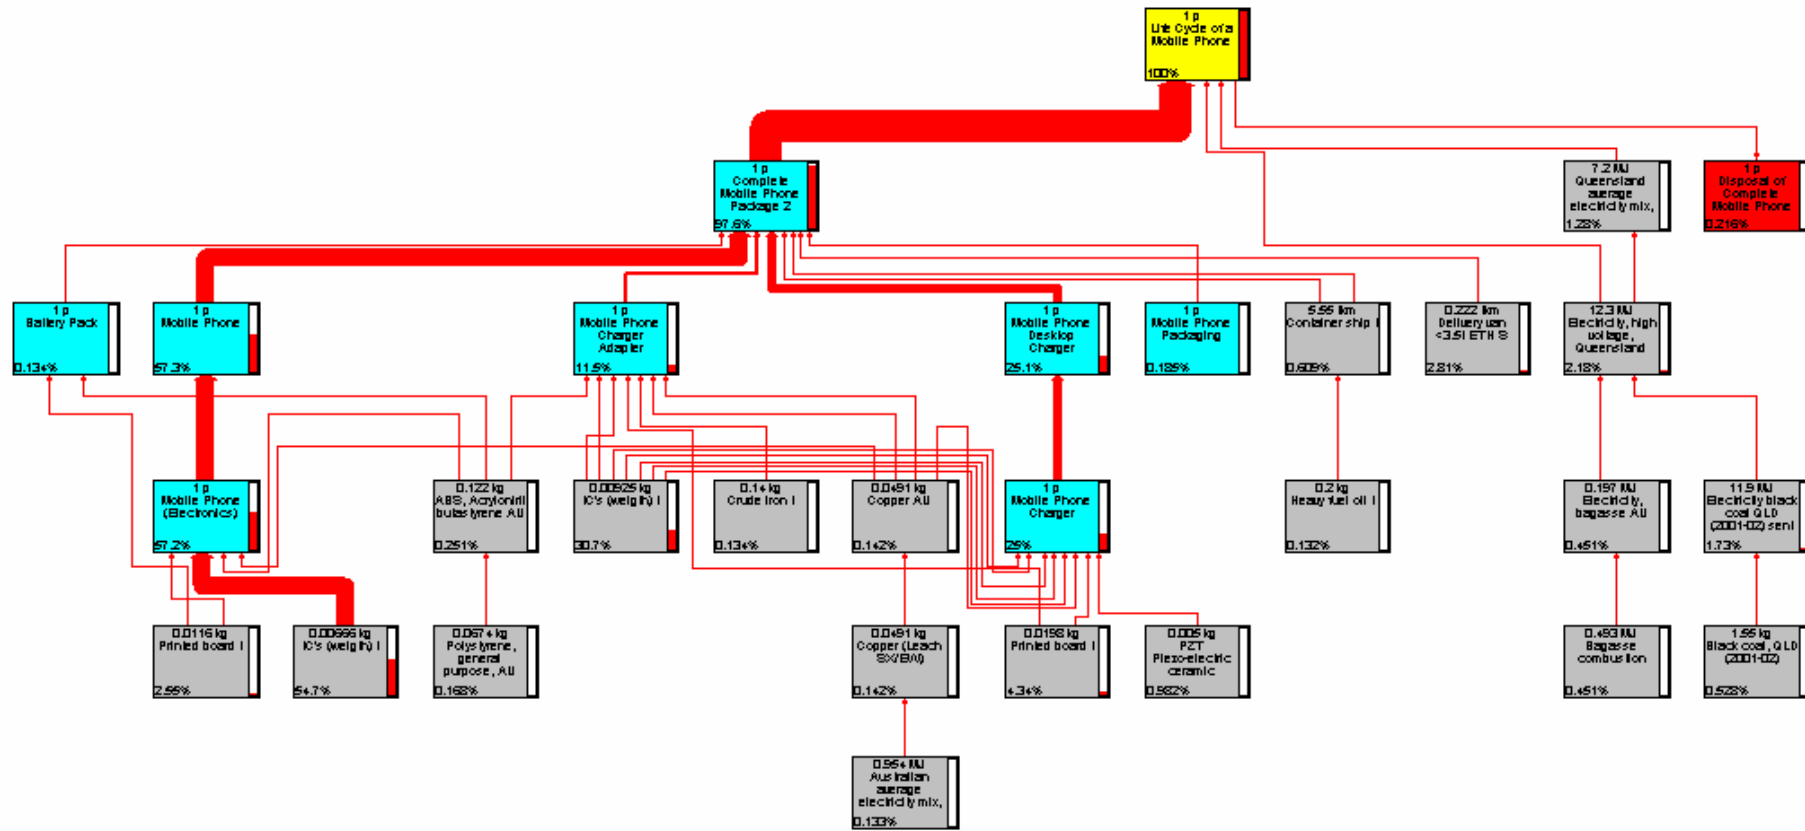 1 p
Life Cycle of a
Mobile Phone
100%
1 p
Complete
Mobile Phone
Package 2
97.6%
7.2 MJ
Queensland
average
electricity mix,
1.28%
1 p
Disposal of
Complete
Mobile Phone
0.216%
1 p
Battery Pack
0.134%
1 p
Mobile Phone
57.3%
1 p
Mobile Phone
Charger
Adapter
11.5%
1 p
Mobile Phone
Desktop
Charger
25.1%
1 p
Mobile Phone
Packaging
0.185%
5.55 tkm
Container ship I
0.609%
0.222 tkm
Delivery van
<3.5t ETH S
2.81%
12.3 MJ
Electricity, high
voltage,
Queensland
2.18%
1 p
Mobile Phone
(Electronics)
57.2%
0.122 kg
ABS, Acrylonitril
butastyrene AU
0.251%
0.00925 kg
IC's (weigth) I
30.7%
0.14 kg
Crude iron I
0.134%
0.0491 kg
Copper AU
0.142%
1 p
Mobile Phone
Charger
25%
0.2 kg
Heavy fuel oil I
0.132%
0.197 MJ
Electricity,
bagasse AU
0.451%
11.9 MJ
Electricity black
coal QLD
(2001-02) sent
1.73%
0.0116 kg
Printed board I
2.55%
0.00666 kg
IC's (weigth) I
54.7%
0.0674 kg
Polystyrene,
general
purpose, AU
0.168%
0.0491 kg
Copper (Leach
SX/EW)
0.142%
0.0198 kg
Printed board I
4.34%
0.005 kg
PZT
Piezo-electric
ceramic
0.982%
0.493 MJ
Bagasse
combustion
0.451%
1.55 kg
Black coal, QLD
(2001-02)
0.528%
0.954 MJ
Australian
average
electricity mix,
0.133%